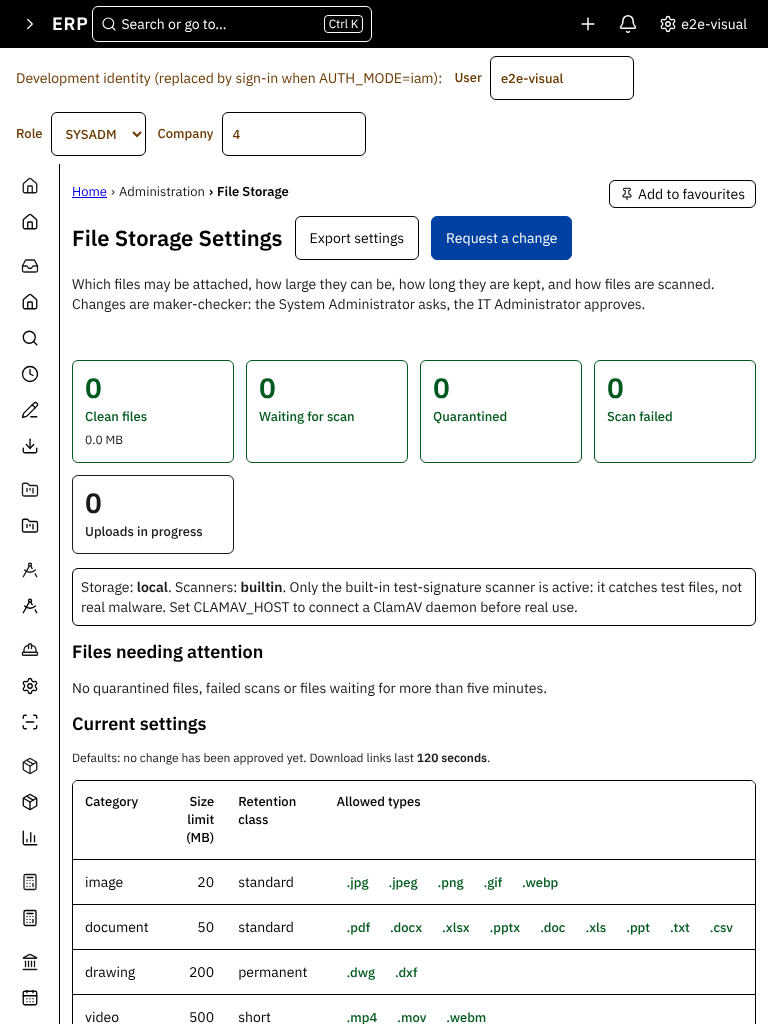 ERP
Search or go to...
Ctrl K
e2e-visual
Development identity (replaced by sign-in when AUTH_MODE=iam):
User
e2e-visual
Role
SYSADM
Company
4
Home › Administration › File Storage
Add to favourites
File Storage Settings
Export settings
Request a change
Which files may be attached, how large they can be, how long they are kept, and how files are scanned.
Changes are maker-checker: the System Administrator asks, the IT Administrator approves.
0
Clean files
0.0 MB
0
Waiting for scan
0
Quarantined
0
Scan failed
0
Uploads in progress
Storage: local. Scanners: builtin. Only the built-in test-signature scanner is active: it catches test files, not
real malware. Set CLAMAV_HOST to connect a ClamAV daemon before real use.
Files needing attention
No quarantined files, failed scans or files waiting for more than five minutes.
Current settings
Defaults: no change has been approved yet. Download links last 120 seconds.
Category
Size
limit
(MB)
Retention
class
Allowed types
image 20 standard .jpg .jpeg .png .gif .webp
document 50 standard .pdf .docx .xlsx .pptx .doc .xls .ppt .txt .csv
drawing 200 permanent .dwg .dxf
video 500 short .mp4 .mov .webm